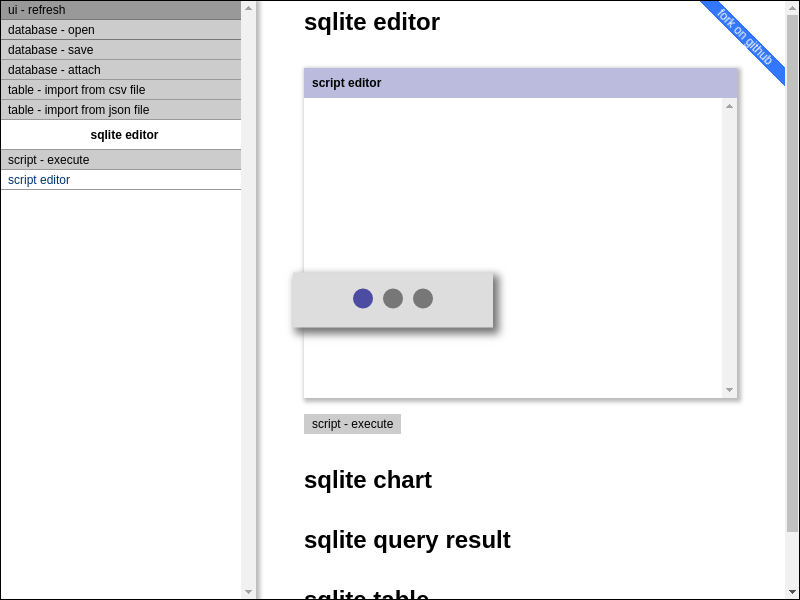 ui - refresh
database - open
database - save
database - attach
table - import from csv file
table - import from json file
sqlite editor
script - execute
script editor
sqlite editor
fork on github
script editor
script - execute
sqlite chart
sqlite query result
sqlite table